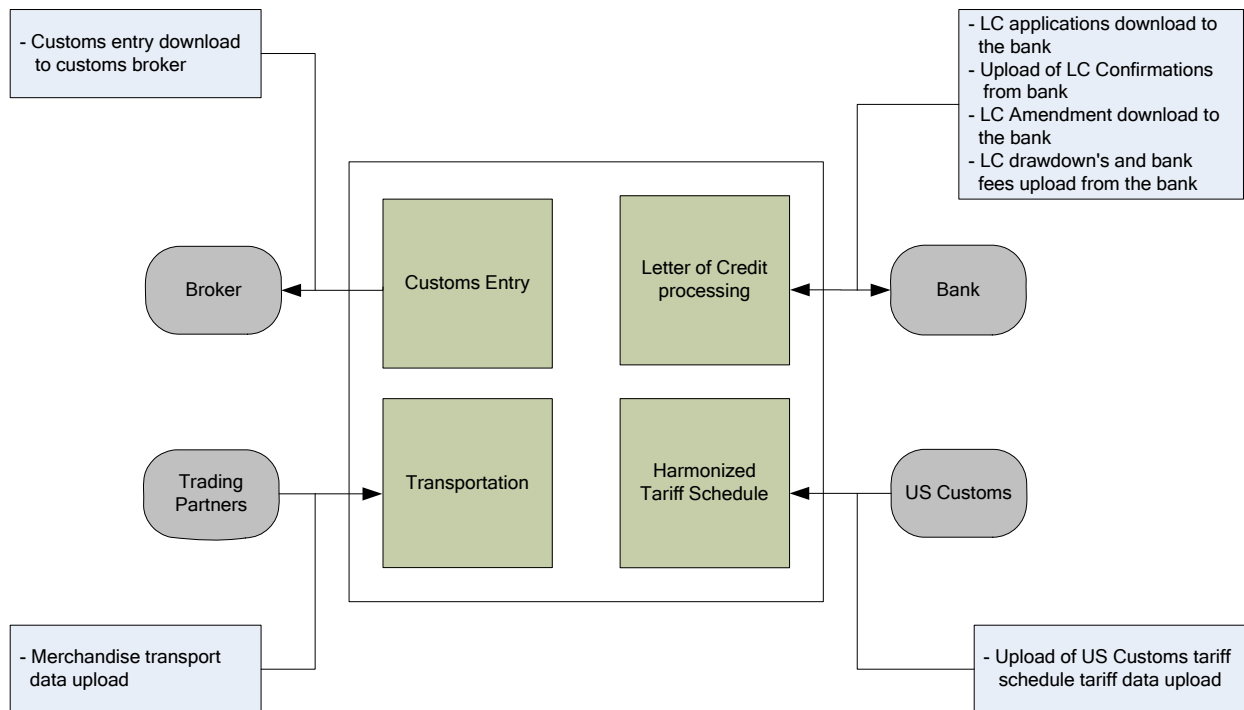 - Customs entry download
to customs broker
- LC applications download to
the bank
- Upload of LC Confirmations
from bank
- LC Amendment download to
the bank
- LC drawdown's and bank
fees upload from the bank
Broker
Customs Entry
Letter of Credit
processing
Bank
Trading
Partners
Transportation
Harmonized
Tariff Schedule
US Customs
- Merchandise transport
data upload
- Upload of US Customs tariff
schedule tariff data upload